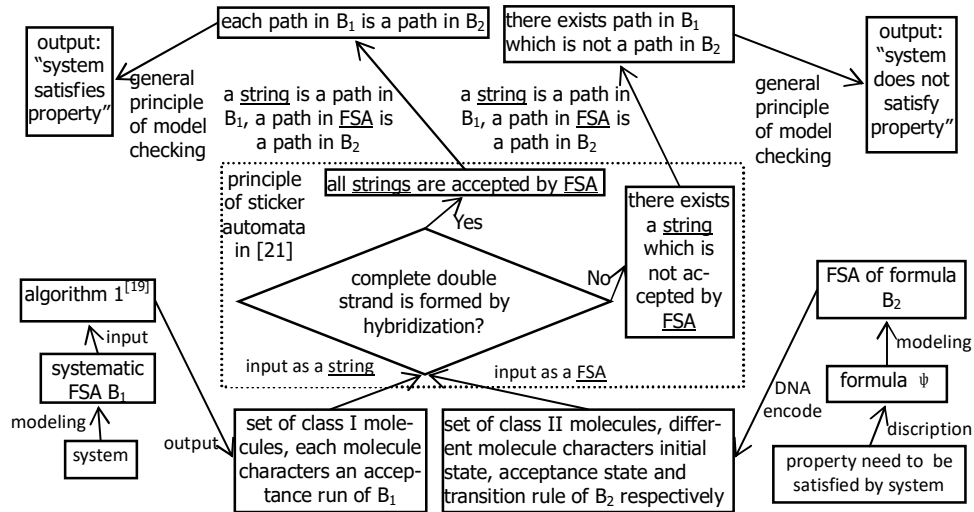 each path in B1 is a path in B2
there exists path in B1
which is not a path in B2
output:
“system
satisfies
property”
general
principle
of model
checking
a string is a path in
B1, a path in FSA is
a path in B2
a string is a path in
B1, a path in FSA is
a path in B2
general
principle
of model
checking
output:
“system
does not
satisfy
property”
principle
of sticker
automata
in [21]
all strings are accepted by FSA
Yes
there exists
a string
which is
not ac-
cepted by
FSA
No
complete double
strand is formed by
hybridization?
input as a string
input as a FSA
algorithm 1[19]
input
systematic
FSA B1
modeling
system
output
set of class I mole-
cules, each molecule
characters an accep-
tance run of B1
set of class II molecules, differ-
ent molecule characters initial
state, acceptance state and
transition rule of B2 respectively
DNA
encode
FSA of formula
B2
modeling
formula ψ
discription
property need to be
satisfied by system